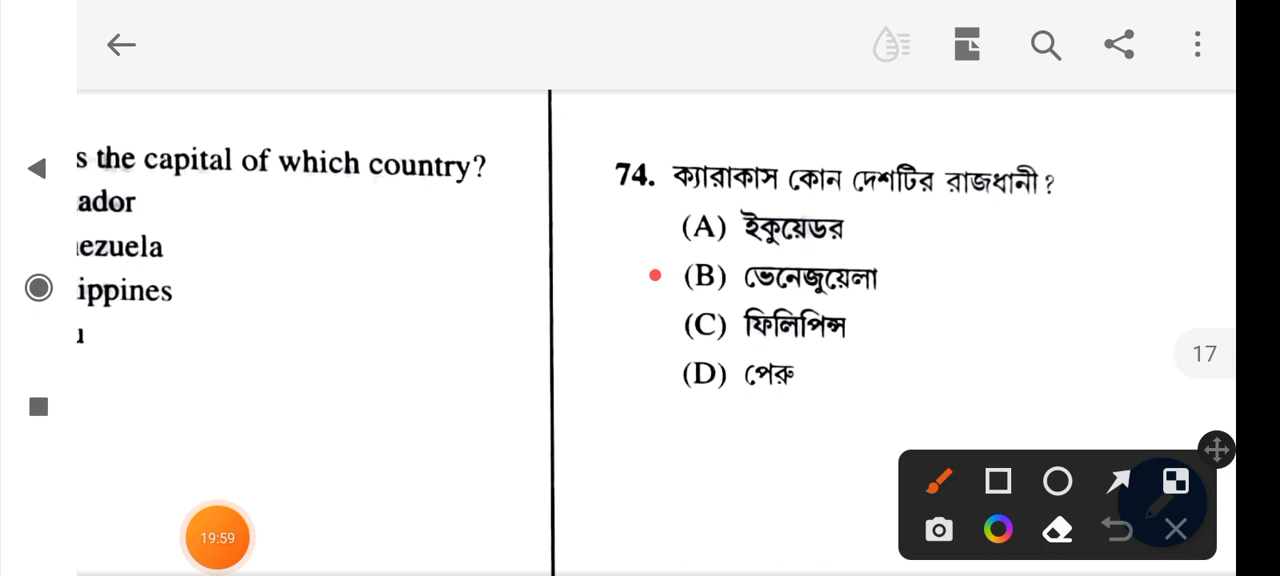 s the capital of which country?
ador
ezuela
ippines
74. ক্যারাকাস কোন দেশটির রাজধানী ?
(A) ইকুয়েডর
(B) ভেনেজুয়েলা
(C) ফিলিপিন্স
(D) পেরু
17
19:59